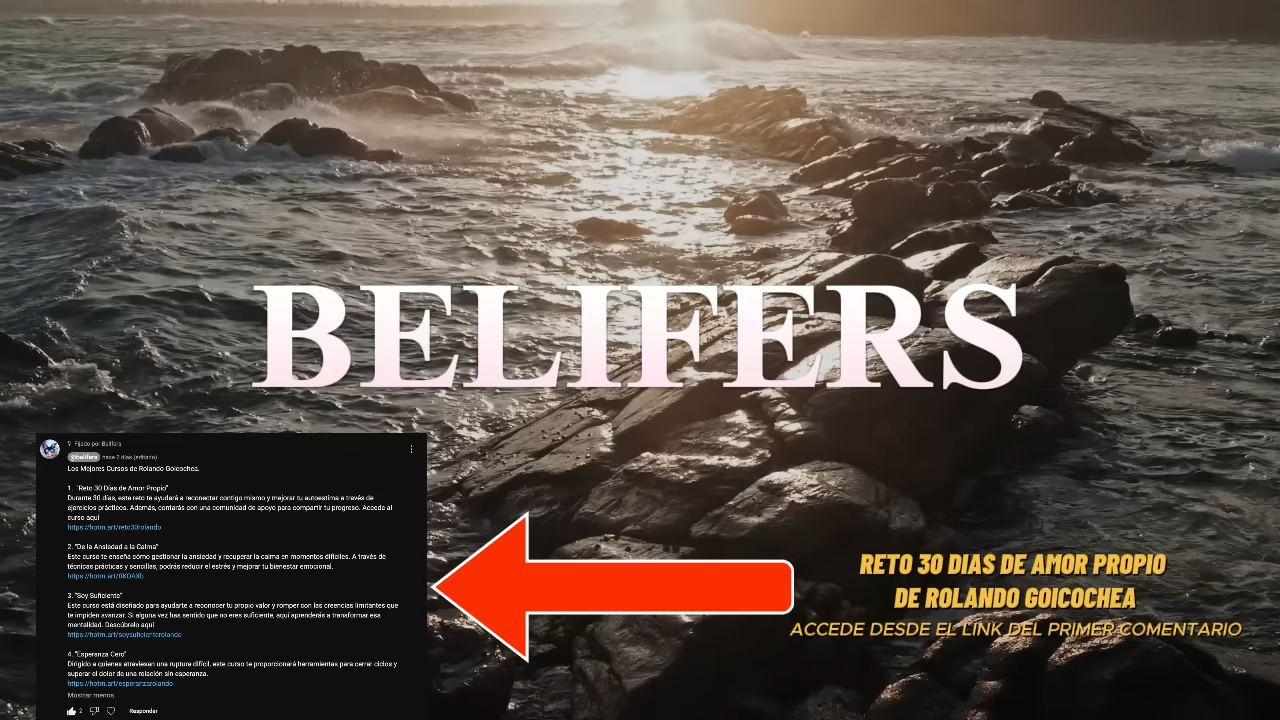 BELIFERS
Fijado por Belifers
@belifers hace 2 días (editado)
Los Mejores Cursos de Rolando Goicochea.
1. "Reto 30 Días de Amor Propio"
Durante 30 días, este reto te ayudará a reconectar contigo mismo y mejorar tu autoestima a través de
ejercicios prácticos. Además, contarás con una comunidad de apoyo para compartir tu progreso. Accede al
curso aquí
https://hotm.art/reto30rolando
2. "De la Ansiedad a la Calma"
Este curso te enseña cómo gestionar la ansiedad y recuperar la calma en momentos difíciles. A través de
técnicas prácticas y sencillas, podrás reducir el estrés y mejorar tu bienestar emocional.
https://hotm.art/0KOAXb
3. "Soy Suficiente"
Este curso está diseñado para ayudarte a reconocer tu propio valor y romper con las creencias limitantes que
te impiden avanzar. Si alguna vez has sentido que no eres suficiente, aquí aprenderás a transformar esa
mentalidad. Descúbrelo aquí
https://hotm.art/soysuficienterolando
4. "Esperanza Cero"
Dirigido a quienes atraviesan una ruptura difícil, este curso te proporcionará herramientas para cerrar ciclos y
superar el dolor de una relación sin esperanza.
https://hotm.art/esperanzarolando
Mostrar menos
2 Responder
RETO 30 DIAS DE AMOR PROPIO
DE ROLANDO GOICOCHEA
ACCEDE DESDE EL LINK DEL PRIMER COMENTARIO